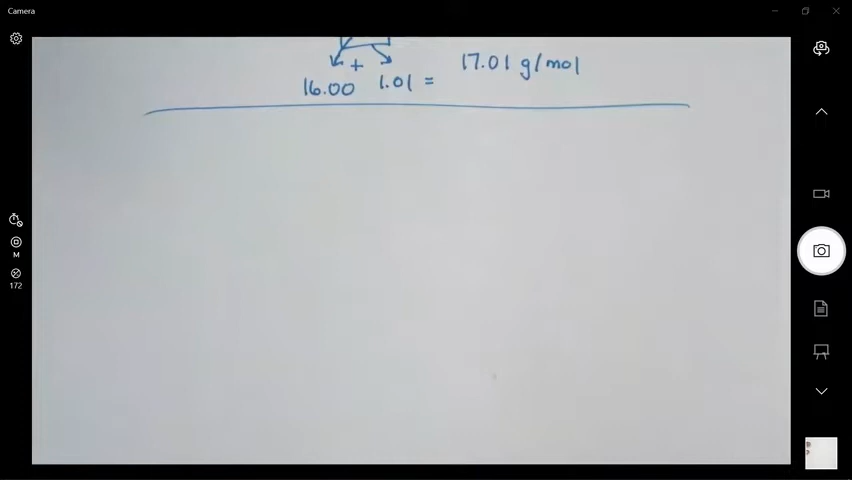 Camera
+ 17.01 g/mol
16.00 1.01 =
M
172